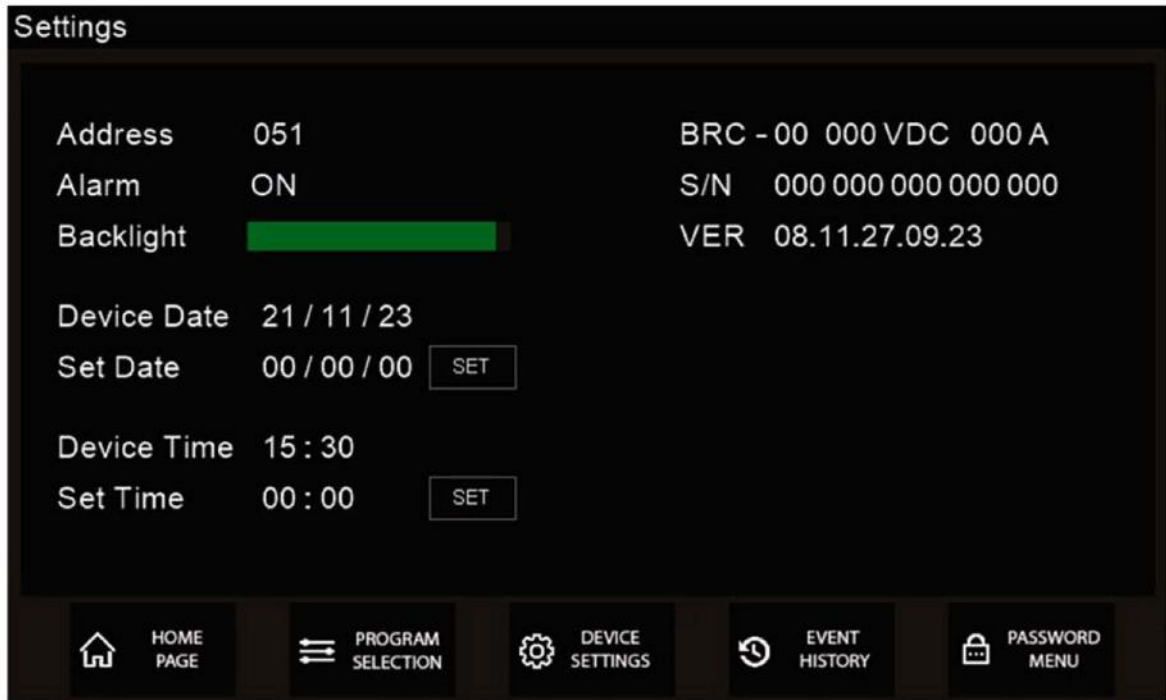 Settings
Address 051
Alarm ON
Backlight
BRC - 00 000 VDC 000 A
S/N 000 000 000 000 000
VER 08.11.27.09.23
Device Date 21 / 11 / 23
Set Date 00 / 00 / 00 SET
Device Time 15 : 30
Set Time 00 : 00 SET
HOME
PAGE
PROGRAM
SELECTION
DEVICE
SETTINGS
EVENT
HISTORY
PASSWORD
MENU